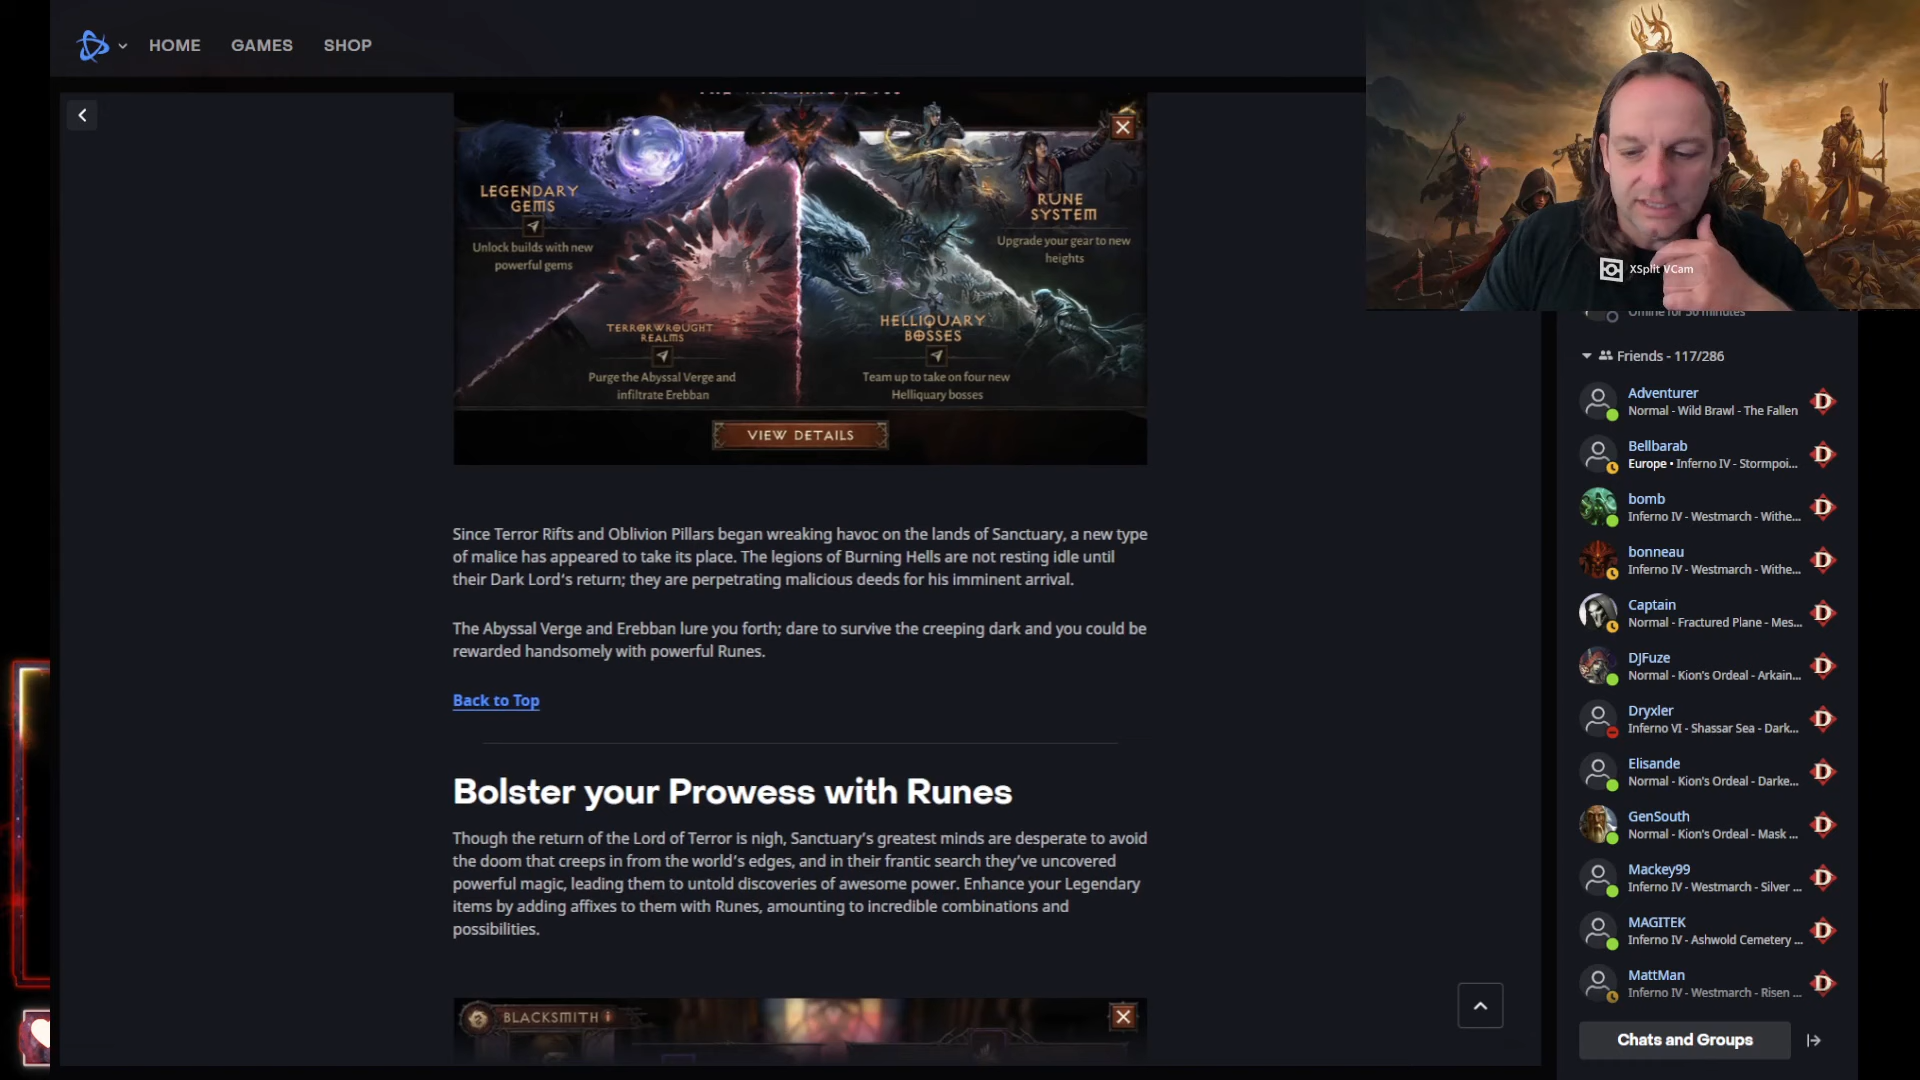 HOME
GAMES
SHOP
LEGENDARY
GEMS
Unlock builds with new
powerful gems
RUNE
SYSTEM
Upgrade your gear to new
heights
TERRORWROUGHT
REALMS
Purge the Abyssal Verge and
infiltrate Erebban
HELLIQUARY
BOSSES
Team up to take on four new
Helliquary bosses
VIEW DETAILS
Since Terror Rifts and Oblivion Pillars began wreaking havoc on the lands of Sanctuary, a new type
of malice has appeared to take its place. The legions of Burning Hells are not resting idle until
their Dark Lord's return; they are perpetrating malicious deeds for his imminent arrival.
The Abyssal Verge and Erebban lure you forth; dare to survive the creeping dark and you could be
rewarded handsomely with powerful Runes.
Back to Top
Bolster your Prowess with Runes
Though the return of the Lord of Terror is nigh, Sanctuary's greatest minds are desperate to avoid
the doom that creeps in from the world's edges, and in their frantic search they've uncovered
powerful magic, leading them to untold discoveries of awesome power. Enhance your Legendary
items by adding affixes to them with Runes, amounting to incredible combinations and
possibilities.
BLACKSMITH
XSplit VCam
Offline for 50 minutes
Friends - 117/286
Adventurer
Normal - Wild Brawl - The Fallen
Bellbarab
Europe • Inferno IV - Stormpoi...
bomb
Inferno IV - Westmarch - Withe...
bonneau
Inferno IV - Westmarch - Withe...
Captain
Normal - Fractured Plane - Mes...
DJFuze
Normal - Kion's Ordeal - Arkain...
Dryxler
Inferno VI - Shassar Sea - Dark...
Elisande
Normal - Kion's Ordeal - Darke...
GenSouth
Normal - Kion's Ordeal - Mask ...
Mackey99
Inferno IV - Westmarch - Silver ...
MAGITEK
Inferno IV - Ashwold Cemetery ...
MattMan
Inferno IV - Westmarch - Risen ...
Chats and Groups